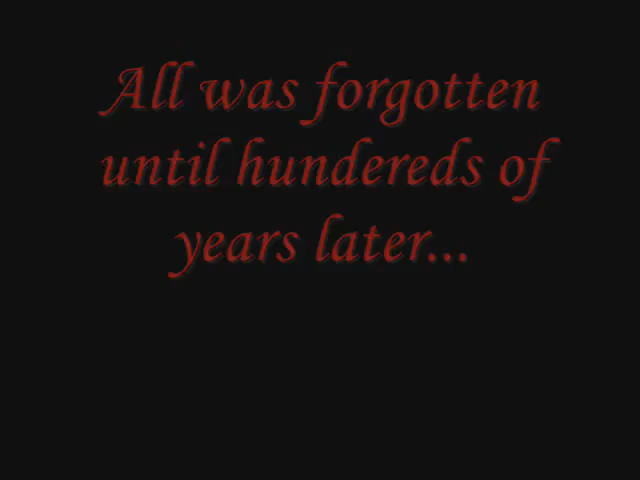 All was forgotten
until hundereds of
years later...